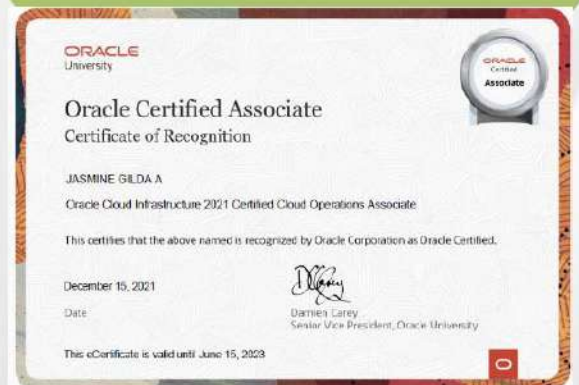 ORACLE
University
ORACLE
Certified
Associate
Oracle Certified Associate
Certificate of Recognition
JASMINE GILDA A
Oracle Cloud Infrastructure 2021 Certified Cloud Operations Associate
This certifies that the above named is recognized by Oracle Corporation as Oracle Certified.
December 15, 2021
Date
DCarey
Damien Carey
Senior Vice President, Oracle University
This eCertificate is valid until June 15, 2023